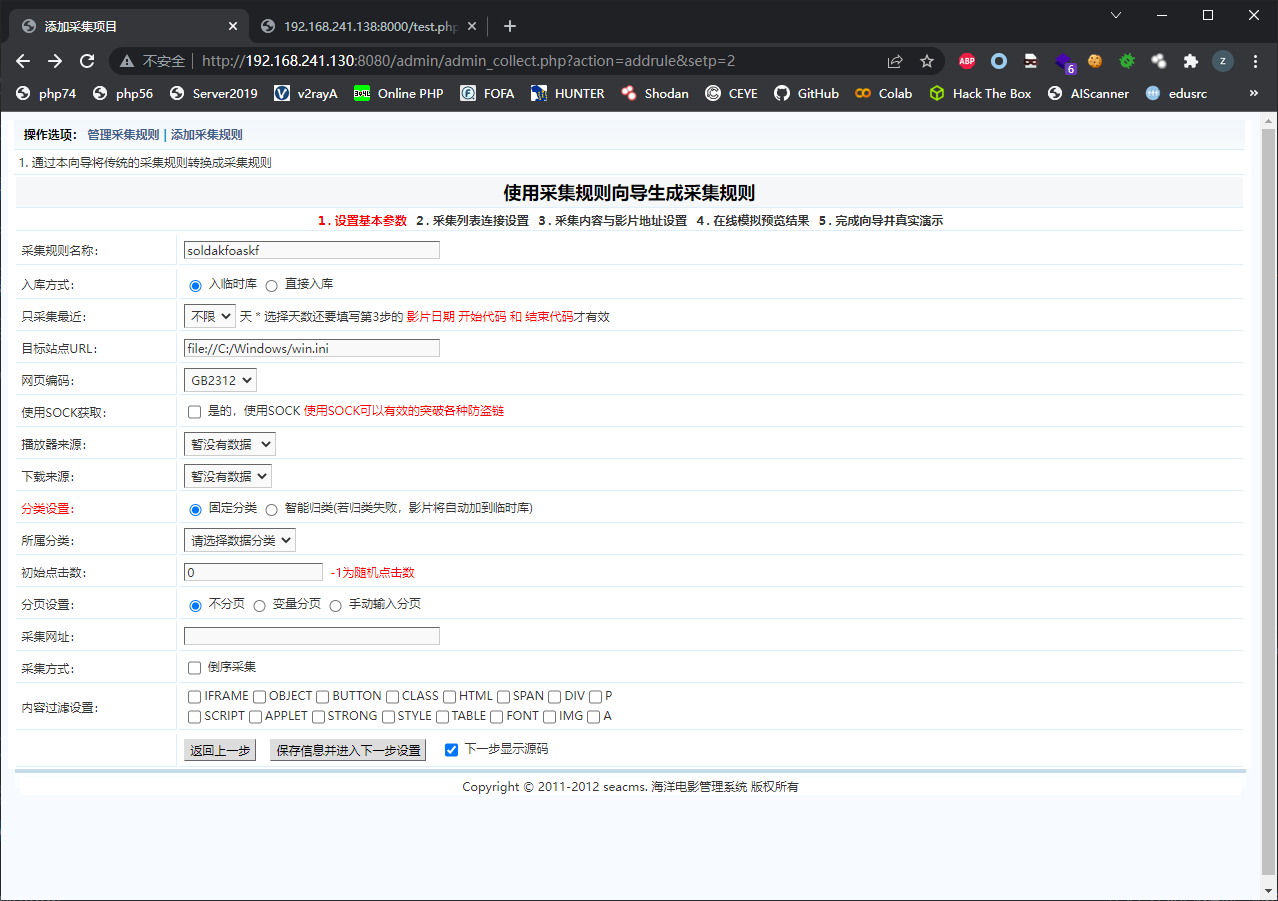 添加采集项目
192.168.241.138:8000/test.php
不安全 http://192.168.241.130:8080/admin/admin_collect.php?action=addrule&setp=2
ABP 6 Z
php74 php56 Server2019 v2rayA Online PHP FOFA HUNTER Shodan CEYE GitHub Colab Hack The Box AIScanner edusrc »
操作选项: 管理采集规则 | 添加采集规则
1. 通过本向导将传统的采集规则转换成采集规则
使用采集规则向导生成采集规则
1 . 设置基本参数 2 . 采集列表连接设置 3 . 采集内容与影片地址设置 4 . 在线模拟预览结果 5 . 完成向导并真实演示
采集规则名称: soldakfoaskf
入库方式: 入临时库 直接入库
只采集最近: 不限 天 * 选择天数还要填写第3步的 影片日期 开始代码 和 结束代码才有效
目标站点URL: file://C:/Windows/win.ini
网页编码: GB2312
使用SOCK获取: 是的，使用SOCK 使用SOCK可以有效的突破各种防盗链
播放器来源: 暂没有数据
下载来源: 暂没有数据
分类设置: 固定分类 智能归类(若归类失败，影片将自动加到临时库)
所属分类: 请选择数据分类
初始点击数: 0 -1为随机点击数
分页设置: 不分页 变量分页 手动输入分页
采集网址:
采集方式: 倒序采集
内容过滤设置: IFRAME OBJECT BUTTON CLASS HTML SPAN DIV P
SCRIPT APPLET STRONG STYLE TABLE FONT IMG A
返回上一步 保存信息并进入下一步设置 下一步显示源码
Copyright © 2011-2012 seacms. 海洋电影管理系统 版权所有